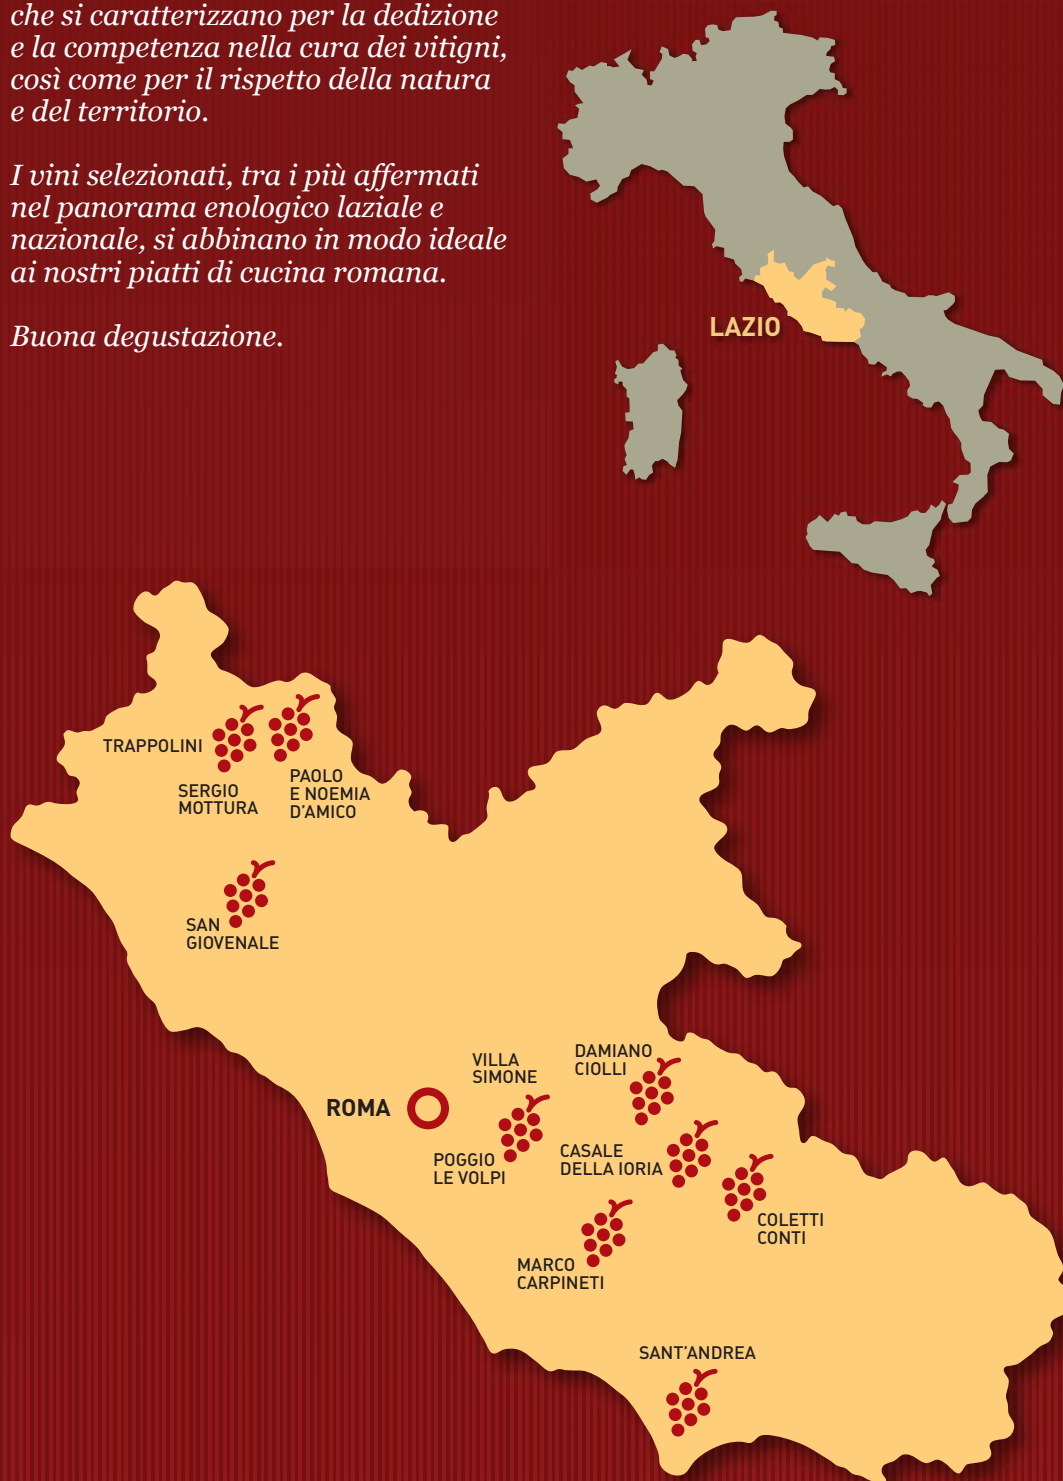 che si caratterizzano per la dedizione
e la competenza nella cura dei vitigni,
così come per il rispetto della natura
e del territorio.
I vini selezionati, tra i più affermati
nel panorama enologico laziale e
nazionale, si abbinano in modo ideale
ai nostri piatti di cucina romana.
Buona degustazione.
LAZIO
TRAPPOLINI
SERGIO
MOTTURA
PAOLO
E NOEMIA
D'AMICO
SAN
GIOVENALE
ROMA
VILLA
SIMONE
POGGIO
LE VOLPI
DAMIANO
CIOLLI
CASALE
DELLA IORIA
COLETTI
CONTI
MARCO
CARPINETI
SANT'ANDREA